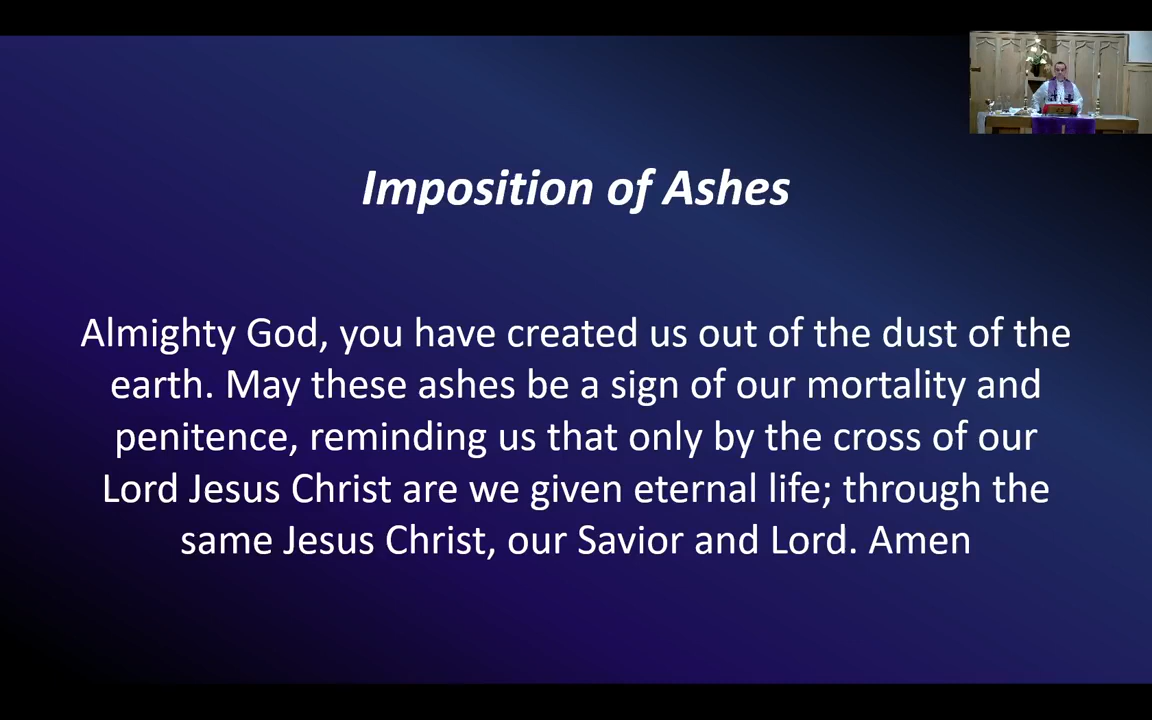 Imposition of Ashes
Almighty God, you have created us out of the dust of the
earth. May these ashes be a sign of our mortality and
penitence, reminding us that only by the cross of our
Lord Jesus Christ are we given eternal life; through the
same Jesus Christ, our Savior and Lord. Amen